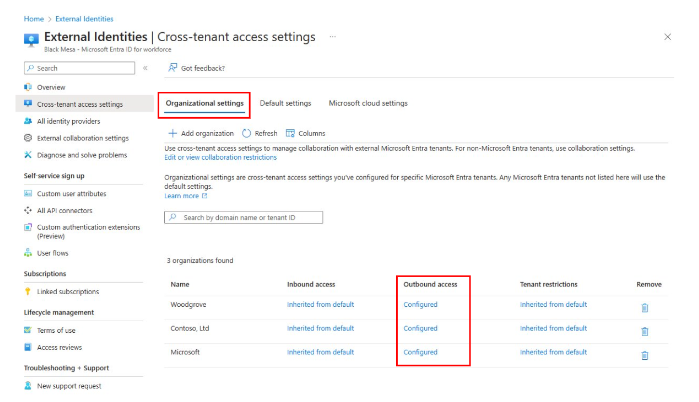 Home > External Identities
External Identities | Cross-tenant access settings ...
Black Mesa - Microsoft Entra ID for workforce
Search
«
Got feedback?
Overview
Cross-tenant access settings
All identity providers
External collaboration settings
Diagnose and solve problems
Self-service sign up
Custom user attributes
All API connectors
Custom authentication extensions
(Preview)
User flows
Subscriptions
Linked subscriptions
Lifecycle management
Terms of use
Access reviews
Troubleshooting + Support
New support request
Organizational settings Default settings Microsoft cloud settings
Add organization Refresh Columns
Use cross-tenant access settings to manage collaboration with external Microsoft Entra tenants. For non-Microsoft Entra tenants, use collaboration settings.
Edit or view collaboration restrictions
Organizational settings are cross-tenant access settings you've configured for specific Microsoft Entra tenants. Any Microsoft Entra tenants not listed here will use the
default settings.
Learn more
Search by domain name or tenant ID
3 organizations found
Name Inbound access Outbound access Tenant restrictions Remove
Woodgrove Inherited from default Configured Inherited from default
Contoso, Ltd Inherited from default Configured Inherited from default
Microsoft Inherited from default Configured Inherited from default